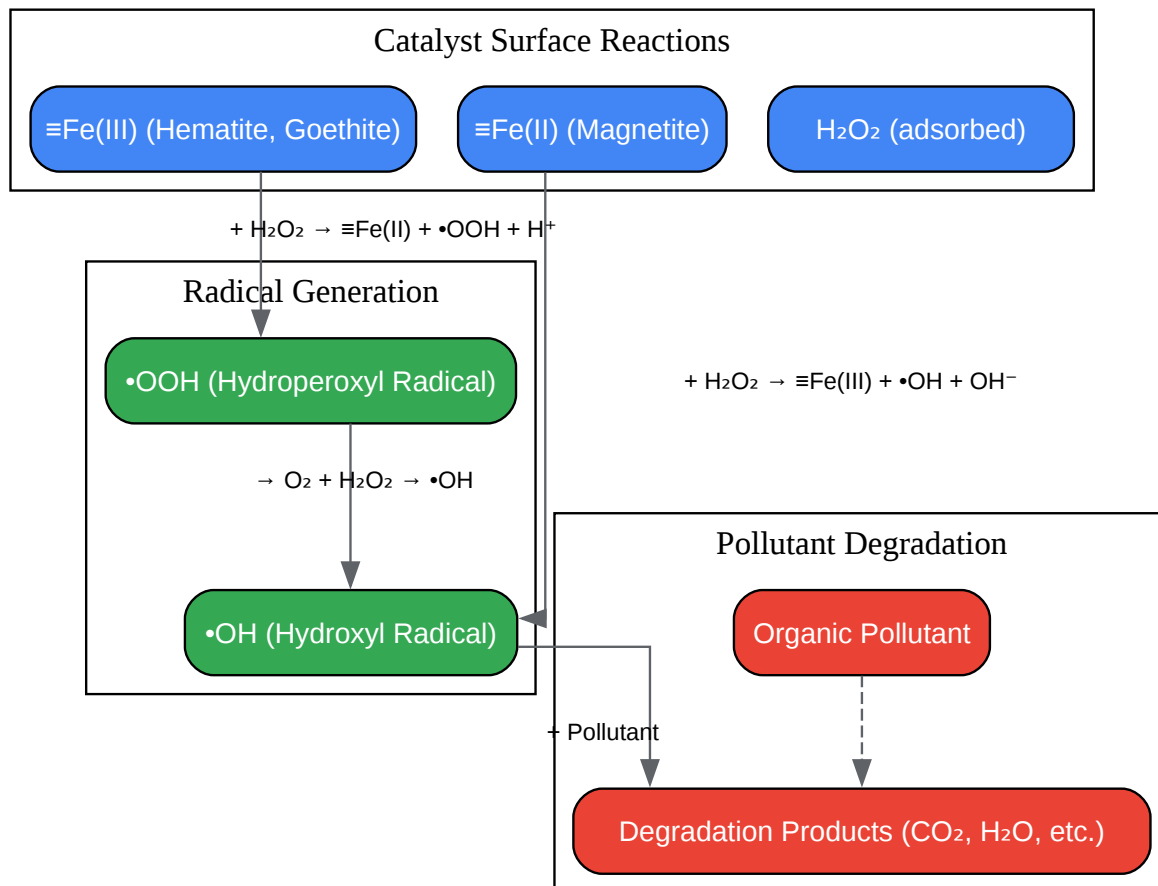 Catalyst Surface Reactions
≡Fe(III) (Hematite, Goethite)
≡Fe(II) (Magnetite)
H₂O₂ (adsorbed)
+ H₂O₂ → ≡Fe(II) + •OOH + H⁺
Radical Generation
•OOH (Hydroperoxyl Radical)
+ H₂O₂ → ≡Fe(III) + •OH + OH⁻
→ O₂ + H₂O₂ → •OH
Pollutant Degradation
•OH (Hydroxyl Radical)
Organic Pollutant
+ Pollutant
Degradation Products (CO₂, H₂O, etc.)